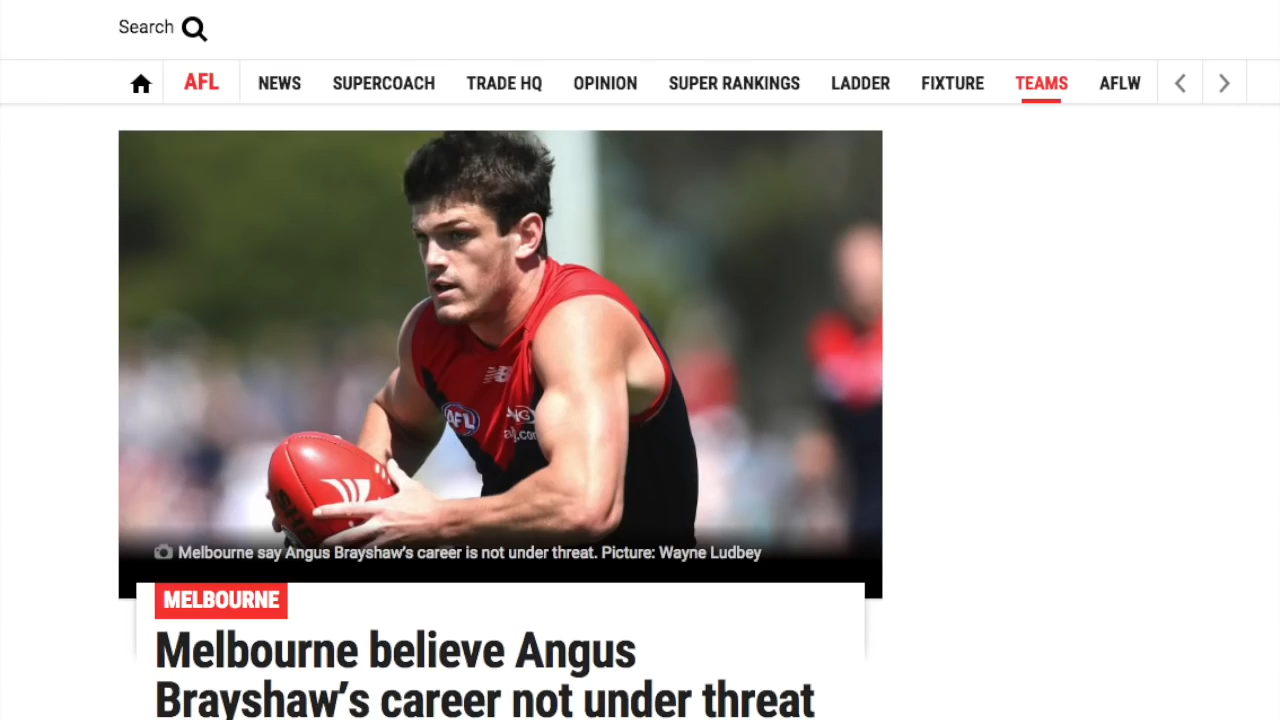 Search
AFL NEWS SUPERCOACH TRADE HQ OPINION SUPER RANKINGS LADDER FIXTURE TEAMS AFLW
AFL
Melbourne say Angus Brayshaw's career is not under threat. Picture: Wayne Ludbey
MELBOURNE
Melbourne believe Angus
Brayshaw's career not under threat